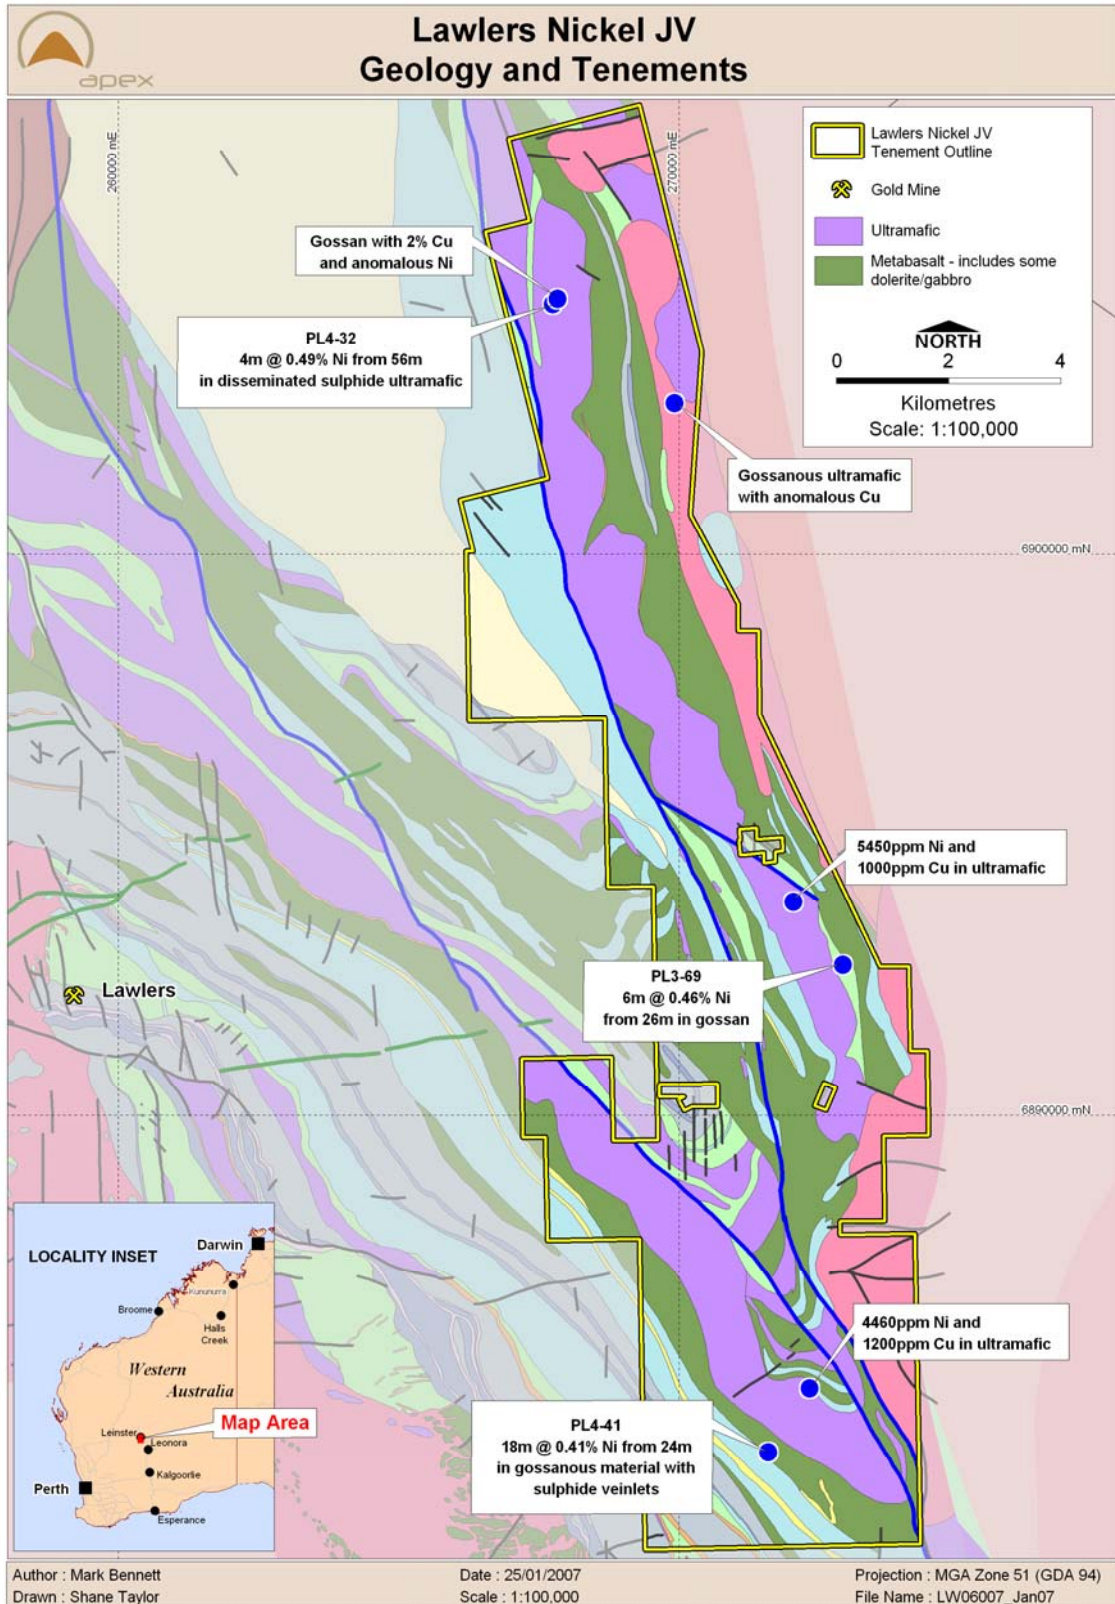 apex
Lawlers Nickel JV
Geology and Tenements
260000 mE
270000 mE
Lawlers Nickel JV
Tenement Outline
Gold Mine
Ultramafic
Metabasalt - includes some
dolerite/gabbro
NORTH
0 2 4
Kilometres
Scale: 1:100,000
Gossan with 2% Cu
and anomalous Ni
PL4-32
4m @ 0.49% Ni from 56m
in disseminated sulphide ultramafic
Gossanous ultramafic
with anomalous Cu
6900000 mN
5450ppm Ni and
1000ppm Cu in ultramafic
PL3-69
6m @ 0.46% Ni
from 26m in gossan
Lawlers
6890000 mN
4460ppm Ni and
1200ppm Cu in ultramafic
PL4-41
18m @ 0.41% Ni from 24m
in gossanous material with
sulphide veinlets
LOCALITY INSET
Darwin
Kununurra
Broome
Halls
Creek
Western
Australia
Map Area
Leinster
Leonora
Kalgoorlie
Perth
Esperance
Author : Mark Bennett
Date : 25/01/2007
Projection : MGA Zone 51 (GDA 94)
Drawn : Shane Taylor
Scale : 1:100,000
File Name : LW06007_Jan07